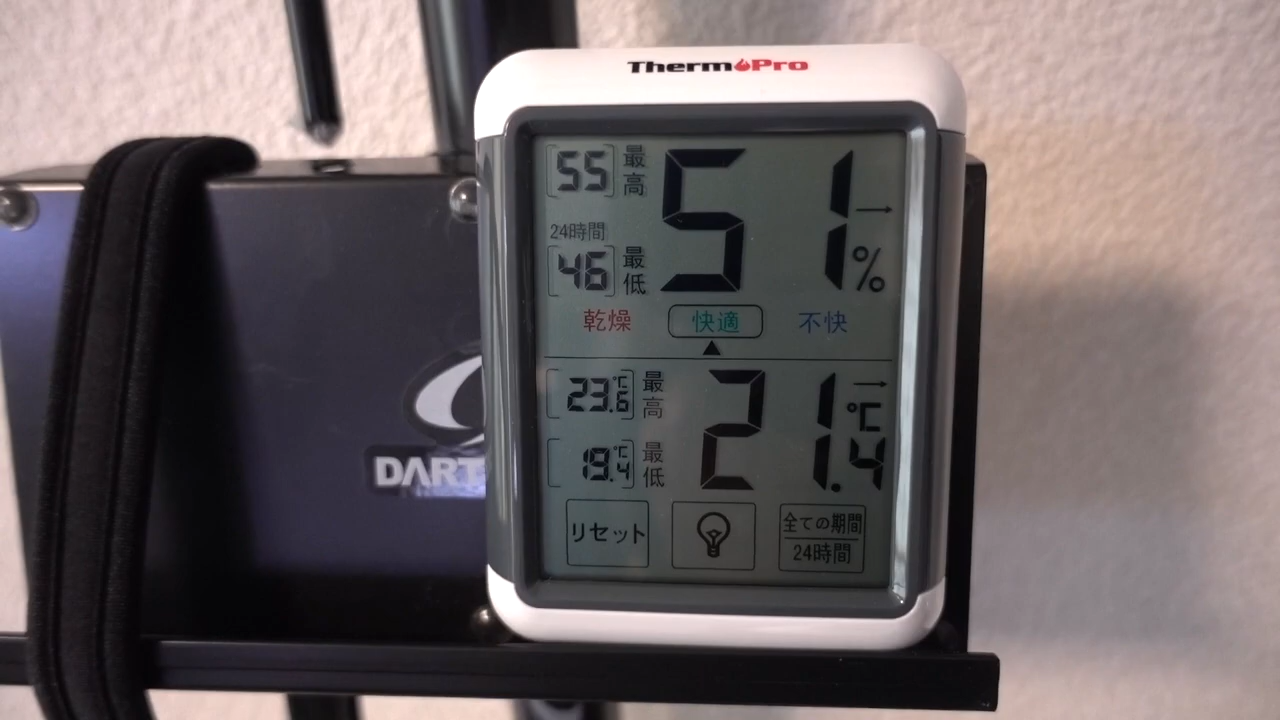 ThermoPro
55 最高
51 %
24時間
46 最低
乾燥 快適 不快
23.6 ℃ 最高
21.4 ℃
19.4 ℃ 最低
リセット
全ての期間
24時間
DART